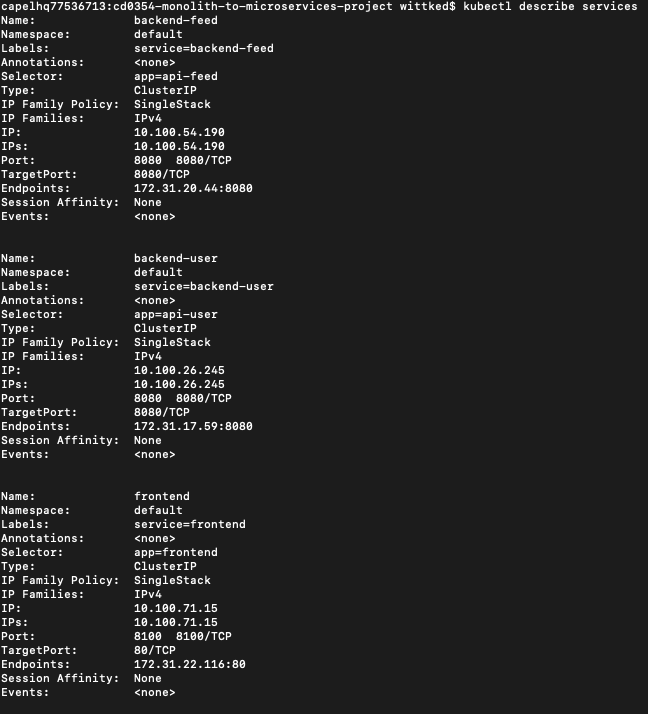 capelhq77536713:cd0354-monolith-to-microservices-project wittked$ kubectl describe services
Name:              backend-feed
Namespace:         default
Labels:            service=backend-feed
Annotations:       <none>
Selector:          app=api-feed
Type:              ClusterIP
IP Family Policy:  SingleStack
IP Families:       IPv4
IP:                10.100.54.190
IPs:               10.100.54.190
Port:              8080  8080/TCP
TargetPort:        8080/TCP
Endpoints:         172.31.20.44:8080
Session Affinity:  None
Events:            <none>
Name:              backend-user
Namespace:         default
Labels:            service=backend-user
Annotations:       <none>
Selector:          app=api-user
Type:              ClusterIP
IP Family Policy:  SingleStack
IP Families:       IPv4
IP:                10.100.26.245
IPs:               10.100.26.245
Port:              8080  8080/TCP
TargetPort:        8080/TCP
Endpoints:         172.31.17.59:8080
Session Affinity:  None
Events:            <none>
Name:              frontend
Namespace:         default
Labels:            service=frontend
Annotations:       <none>
Selector:          app=frontend
Type:              ClusterIP
IP Family Policy:  SingleStack
IP Families:       IPv4
IP:                10.100.71.15
IPs:               10.100.71.15
Port:              8100  8100/TCP
TargetPort:        80/TCP
Endpoints:         172.31.22.116:80
Session Affinity:  None
Events:            <none>